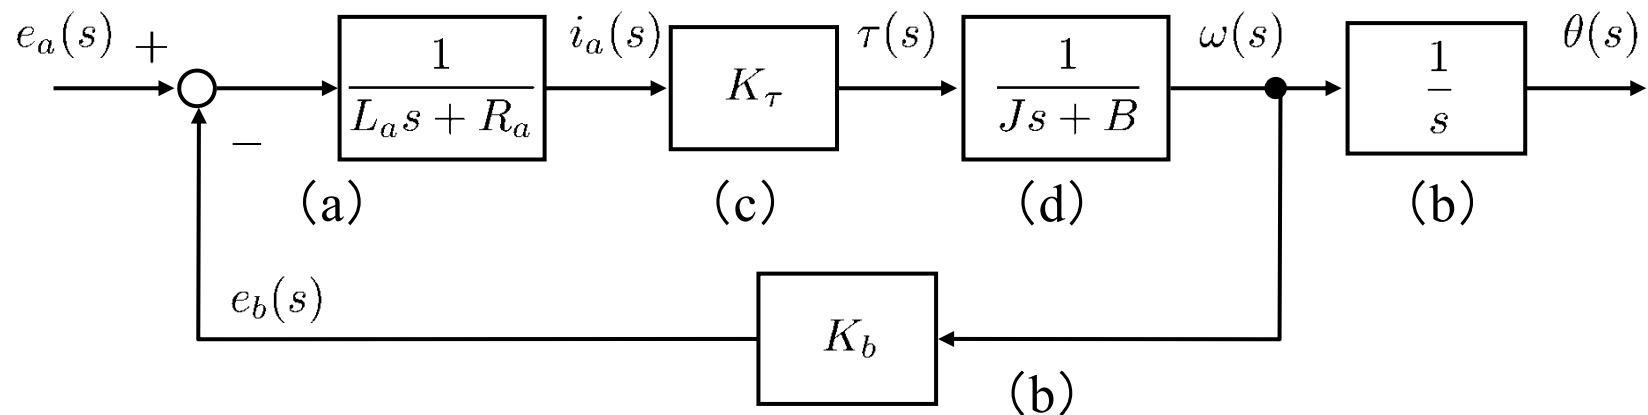 e_a(s) + i_a(s) τ(s) ω(s) θ(s)
1/(L_a s + R_a) K_τ 1/(Js + B) 1/s
−
(a) (c) (d) (b)
e_b(s) K_b
(b)